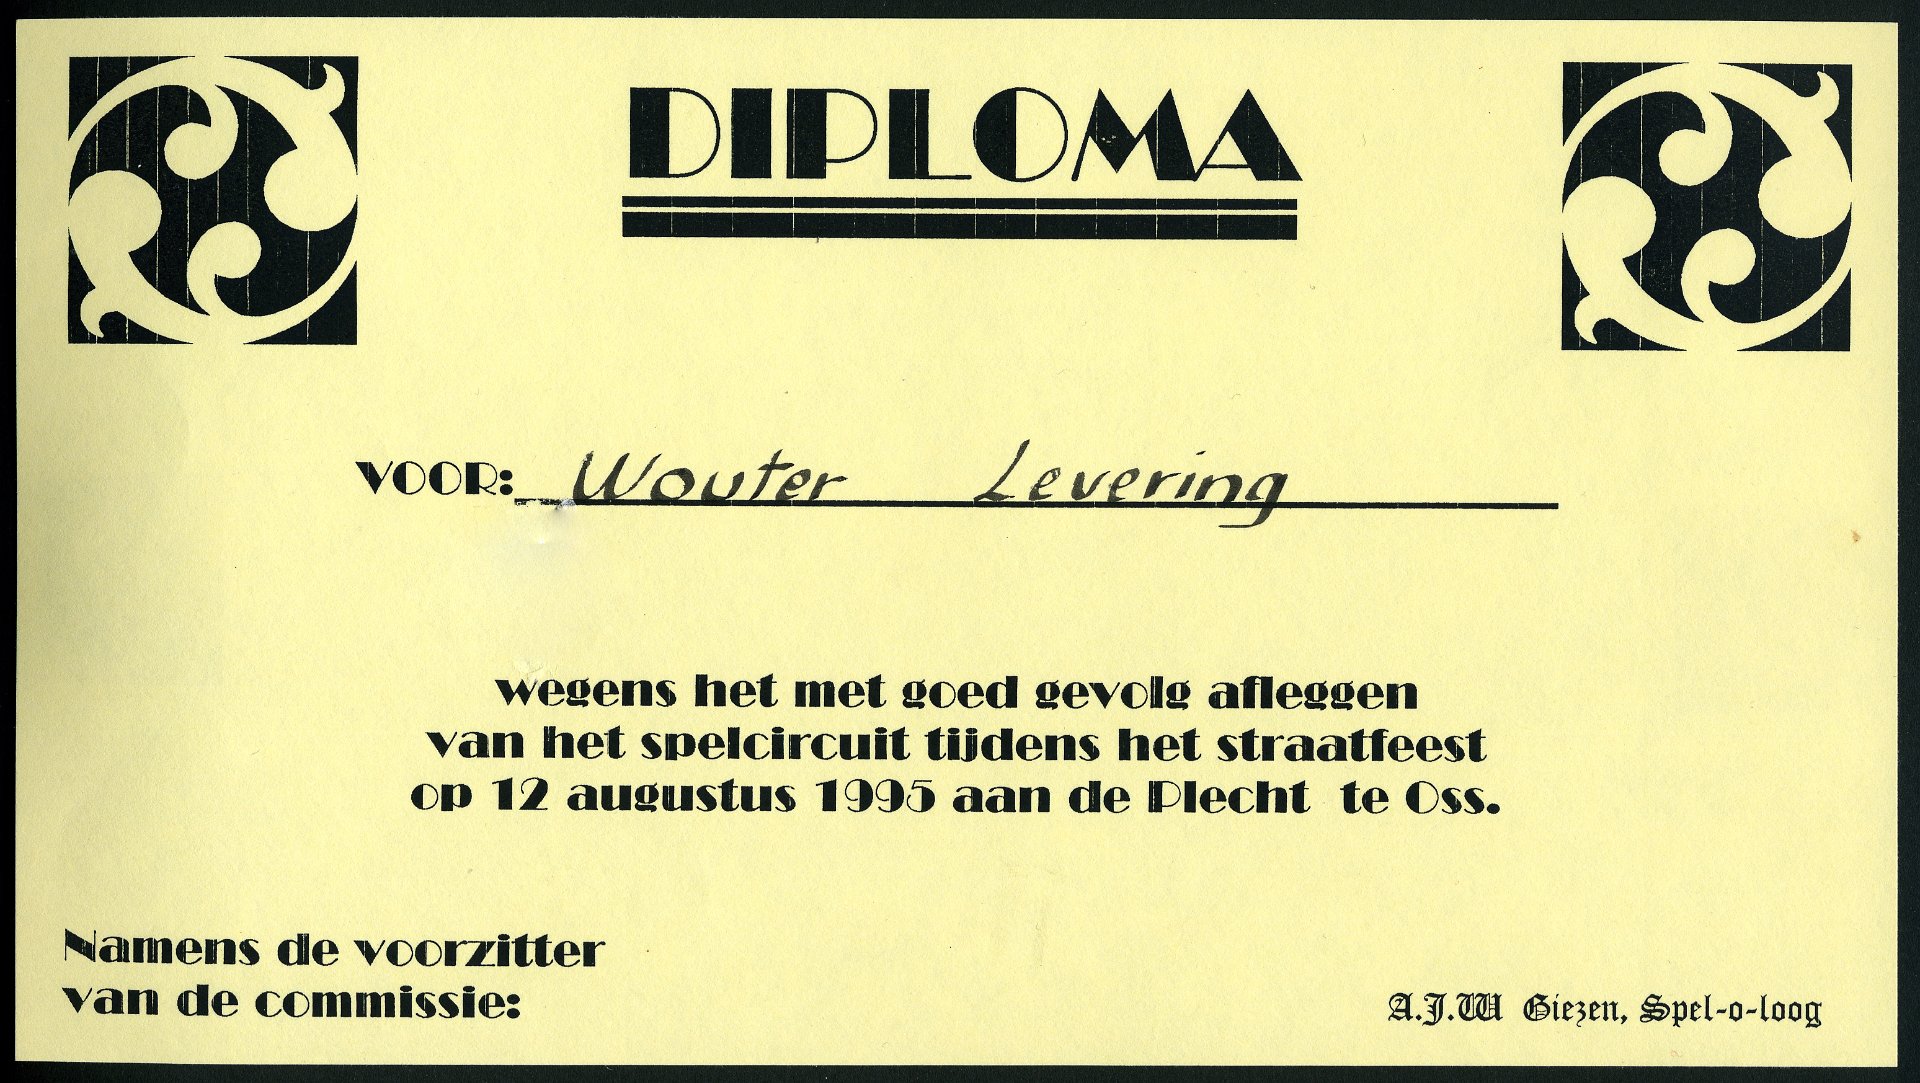 DIPLOMA
VOOR: Wouter Levering
wegens het met goed gevolg afleggen
van het spelcircuit tijdens het straatfeest
op 12 augustus 1995 aan de Plecht te Oss.
Namens de voorzitter
van de commissie:
A.J.W Giezen, Spel-o-loog